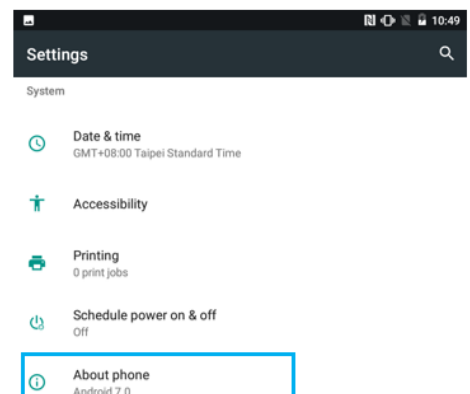 10:49
Settings
System
Date & time
GMT+08:00 Taipei Standard Time
Accessibility
Printing
0 print jobs
Schedule power on & off
Off
About phone
Android 7.0